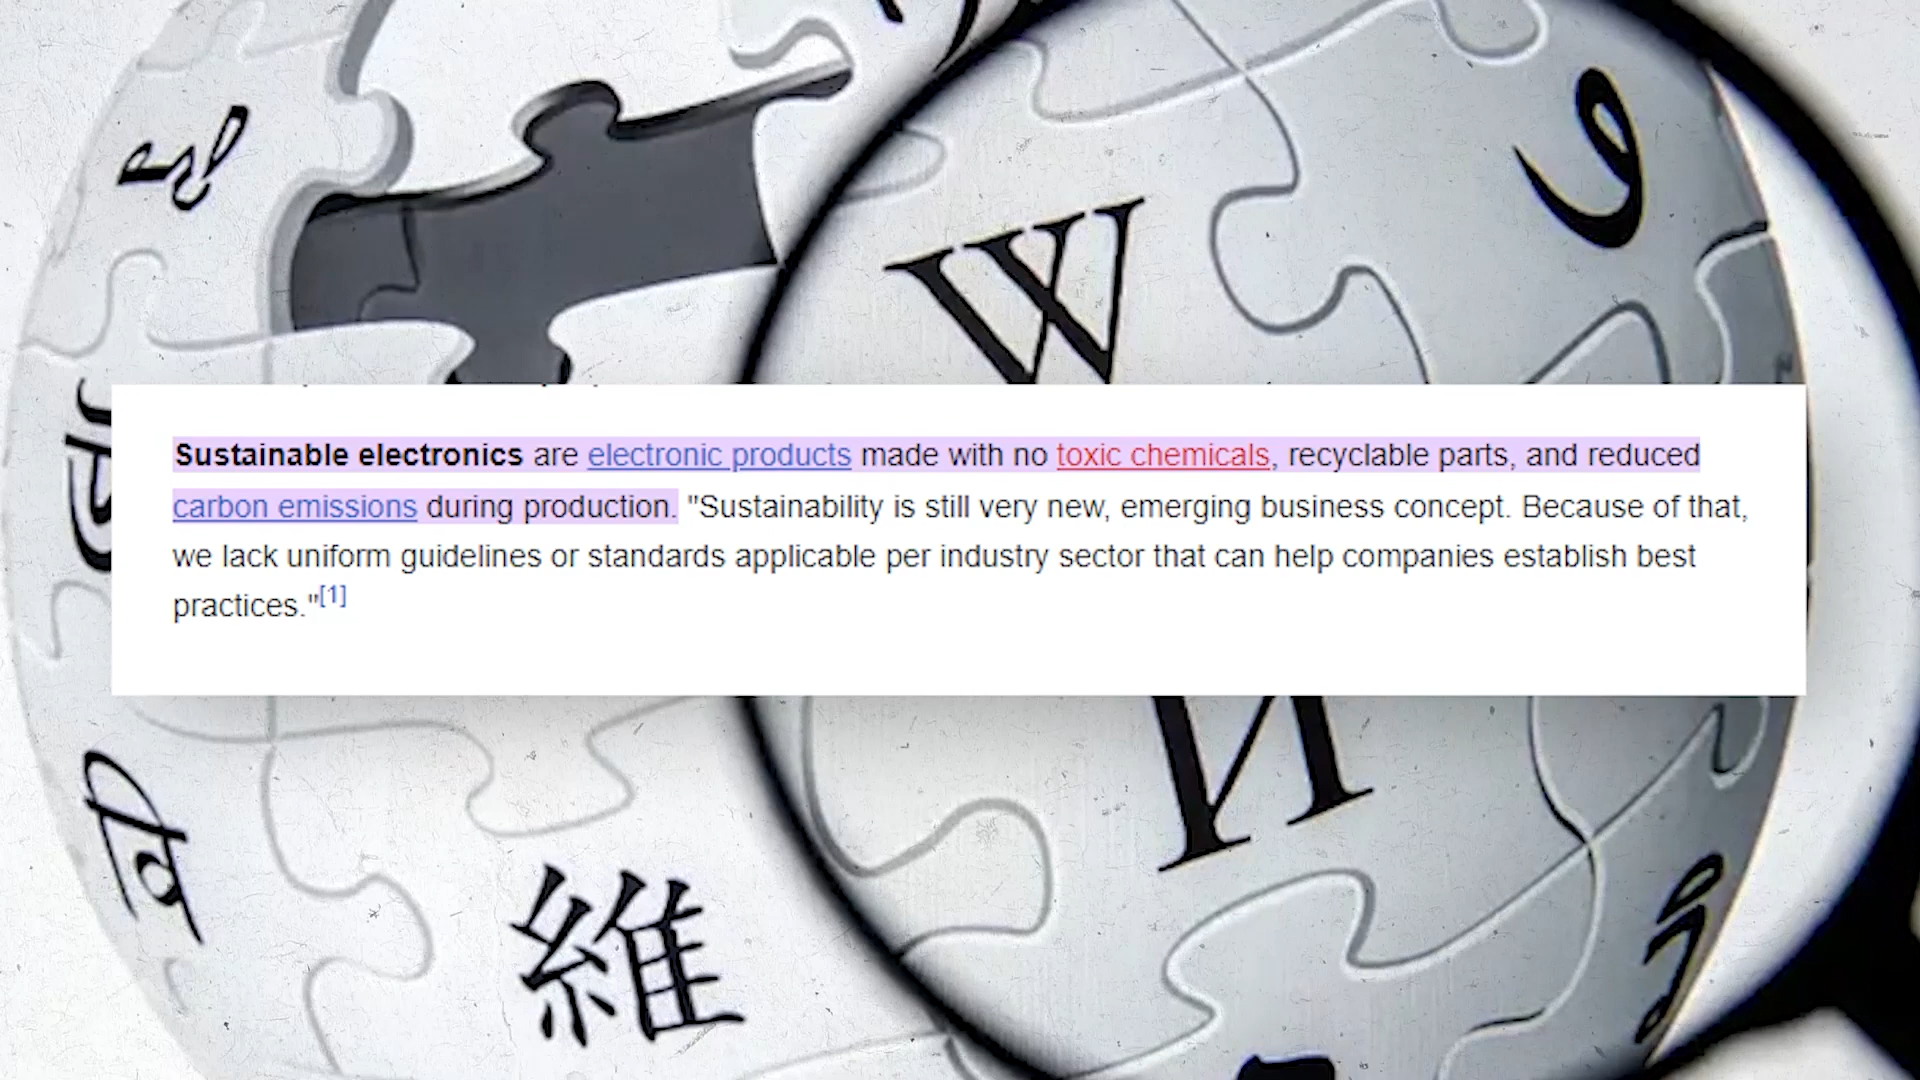 W
Sustainable electronics are electronic products made with no toxic chemicals, recyclable parts, and reduced
carbon emissions during production. "Sustainability is still very new, emerging business concept. Because of that,
we lack uniform guidelines or standards applicable per industry sector that can help companies establish best
practices."[1]
И
वि
維